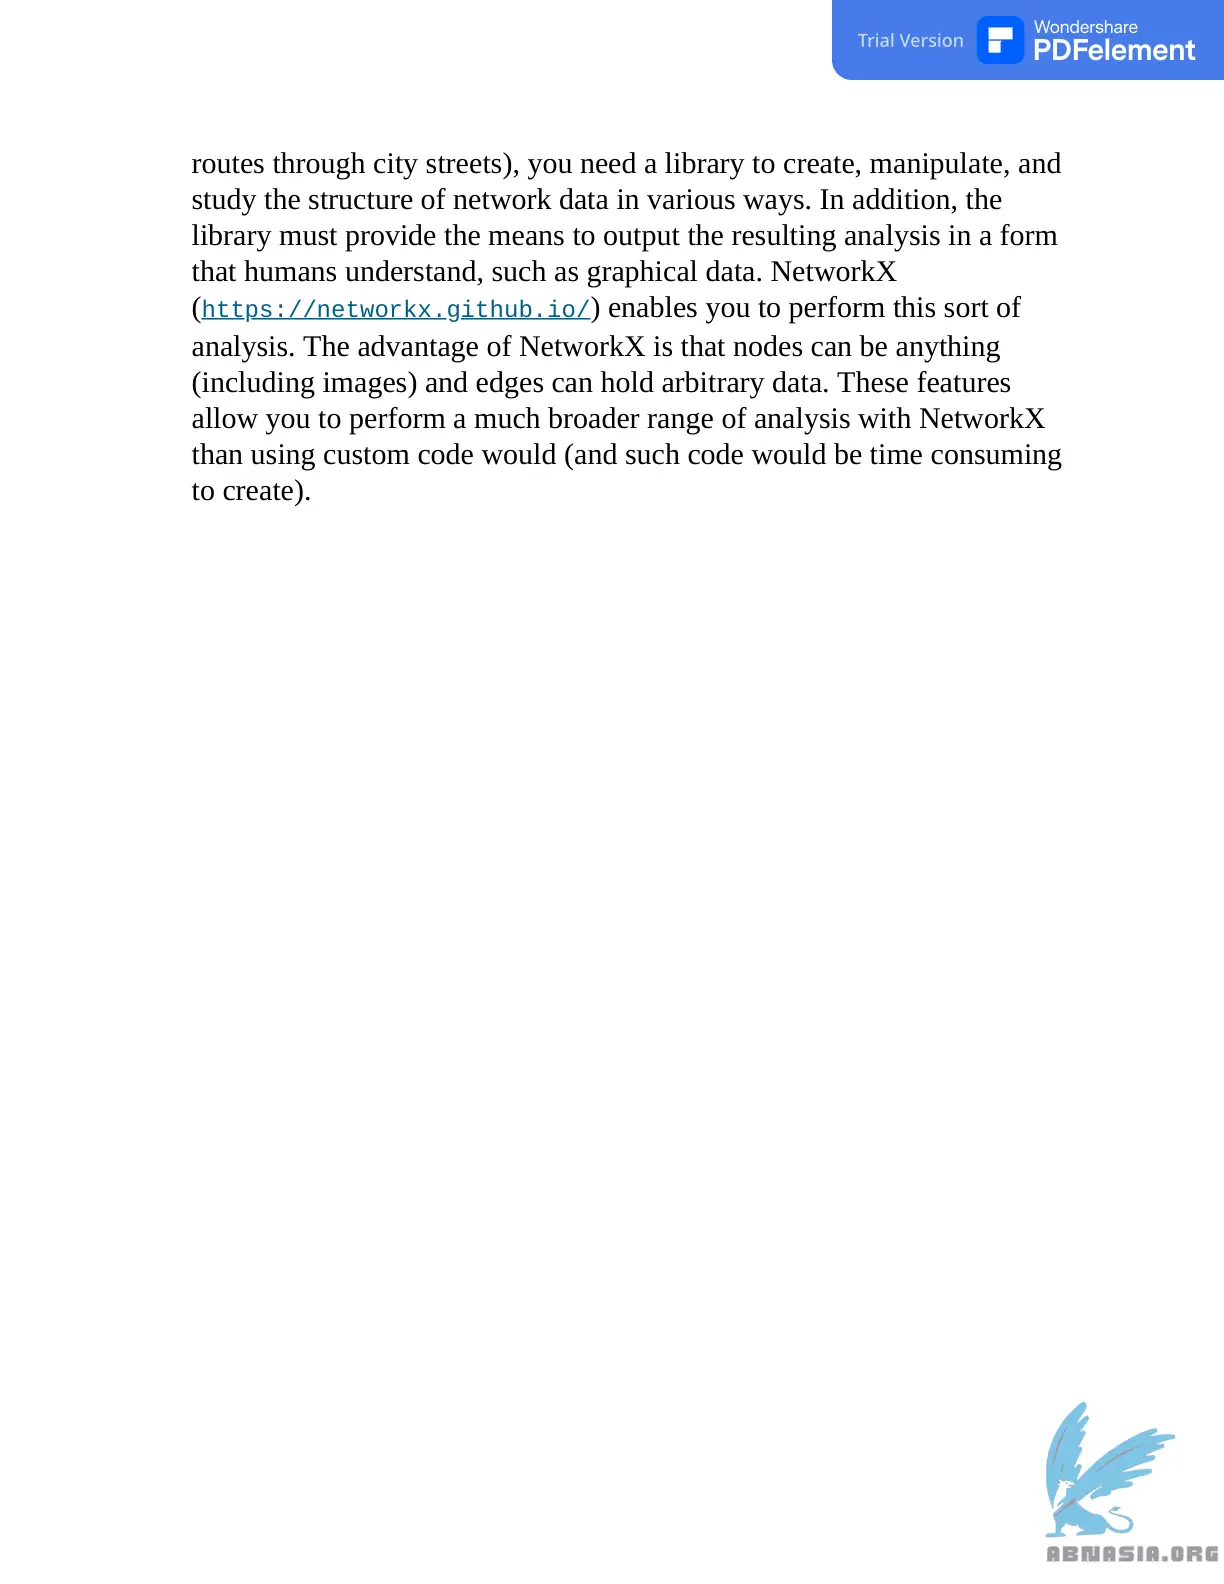 Trial Version
Wondershare
PDFelement
routes through city streets), you need a library to create, manipulate, and
study the structure of network data in various ways. In addition, the
library must provide the means to output the resulting analysis in a form
that humans understand, such as graphical data. NetworkX
(https://networkx.github.io/) enables you to perform this sort of
analysis. The advantage of NetworkX is that nodes can be anything
(including images) and edges can hold arbitrary data. These features
allow you to perform a much broader range of analysis with NetworkX
than using custom code would (and such code would be time consuming
to create).
ABNASIA.ORG